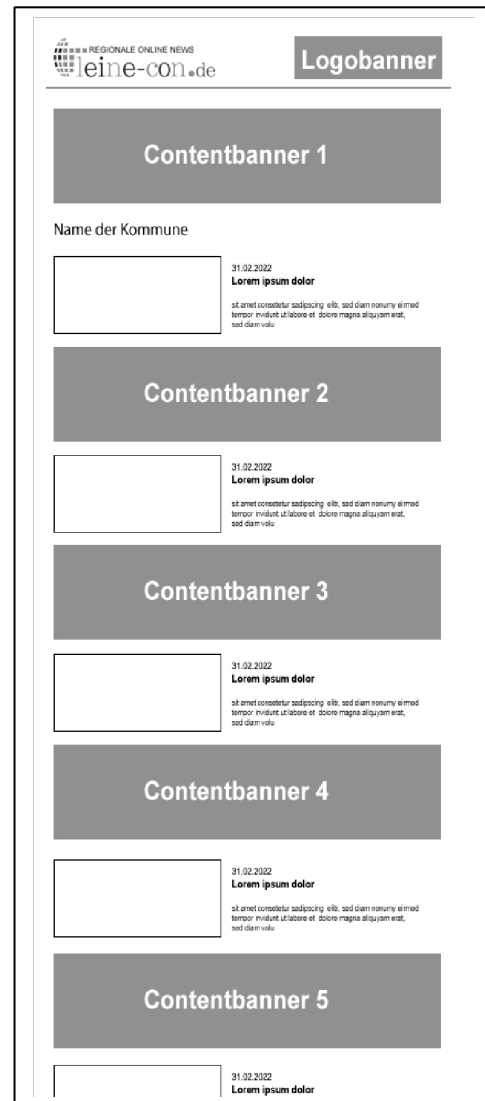 REGIONALE ONLINE NEWS
leine-con.de
Logobanner
Contentbanner 1
Name der Kommune
31.02.2022
Lorem ipsum dolor
sit amet consetetur sadipscing elitr, sed diam nonumy eirmod
tempor invidunt ut labore et dolore magna aliquyam erat,
sed diam volu
Contentbanner 2
31.02.2022
Lorem ipsum dolor
sit amet consetetur sadipscing elitr, sed diam nonumy eirmod
tempor invidunt ut labore et dolore magna aliquyam erat,
sed diam volu
Contentbanner 3
31.02.2022
Lorem ipsum dolor
sit amet consetetur sadipscing elitr, sed diam nonumy eirmod
tempor invidunt ut labore et dolore magna aliquyam erat,
sed diam volu
Contentbanner 4
31.02.2022
Lorem ipsum dolor
sit amet consetetur sadipscing elitr, sed diam nonumy eirmod
tempor invidunt ut labore et dolore magna aliquyam erat,
sed diam volu
Contentbanner 5
31.02.2022
Lorem ipsum dolor